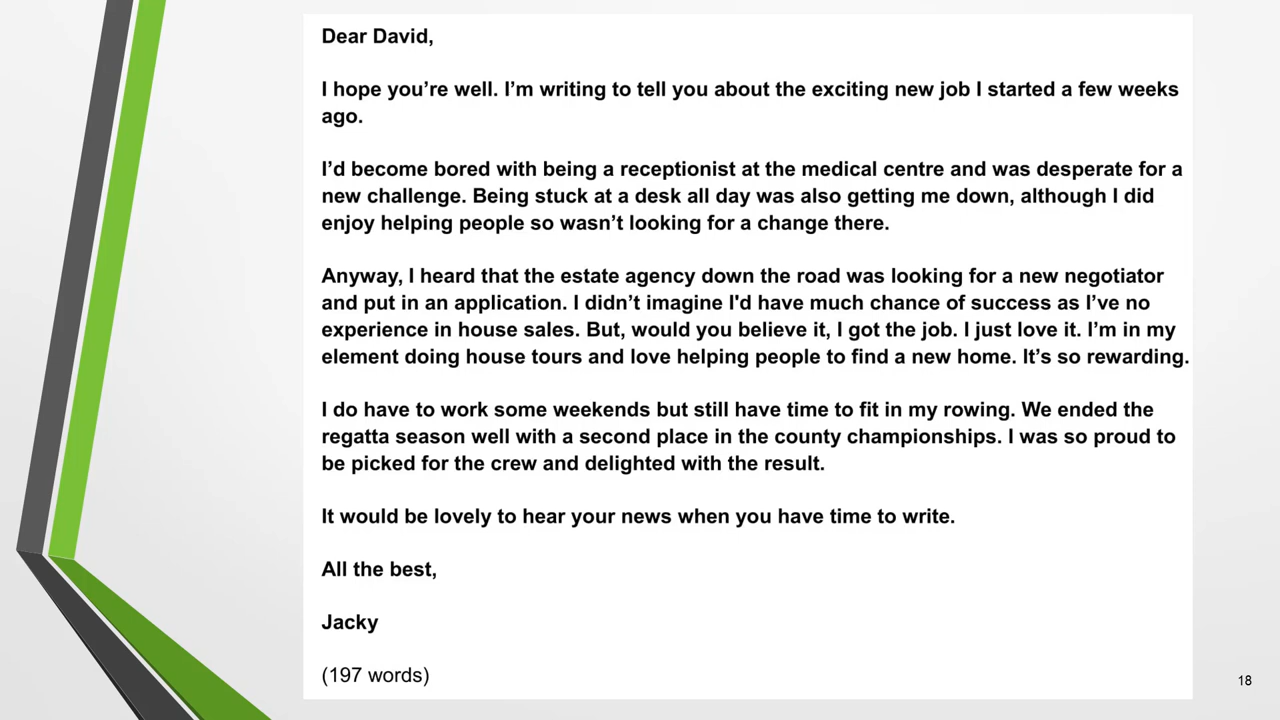 Dear David,
I hope you’re well. I’m writing to tell you about the exciting new job I started a few weeks
ago.
I’d become bored with being a receptionist at the medical centre and was desperate for a
new challenge. Being stuck at a desk all day was also getting me down, although I did
enjoy helping people so wasn’t looking for a change there.
Anyway, I heard that the estate agency down the road was looking for a new negotiator
and put in an application. I didn’t imagine I'd have much chance of success as I’ve no
experience in house sales. But, would you believe it, I got the job. I just love it. I’m in my
element doing house tours and love helping people to find a new home. It’s so rewarding.
I do have to work some weekends but still have time to fit in my rowing. We ended the
regatta season well with a second place in the county championships. I was so proud to
be picked for the crew and delighted with the result.
It would be lovely to hear your news when you have time to write.
All the best,
Jacky
(197 words)
18